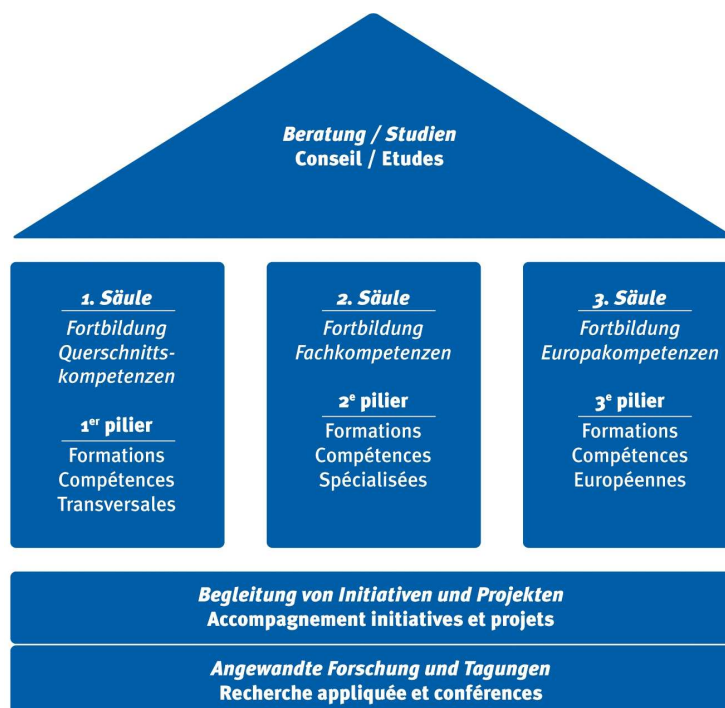 Beratung / Studien
Conseil / Etudes
1. Säule
Fortbildung
Querschnitts-
kompetenzen
1er pilier
Formations
Compétences
Transversales
2. Säule
Fortbildung
Fachkompetenzen
2e pilier
Formations
Compétences
Spécialisées
3. Säule
Fortbildung
Europakompetenzen
3e pilier
Formations
Compétences
Européennes
Begleitung von Initiativen und Projekten
Accompagnement initiatives et projets
Angewandte Forschung und Tagungen
Recherche appliquée et conférences